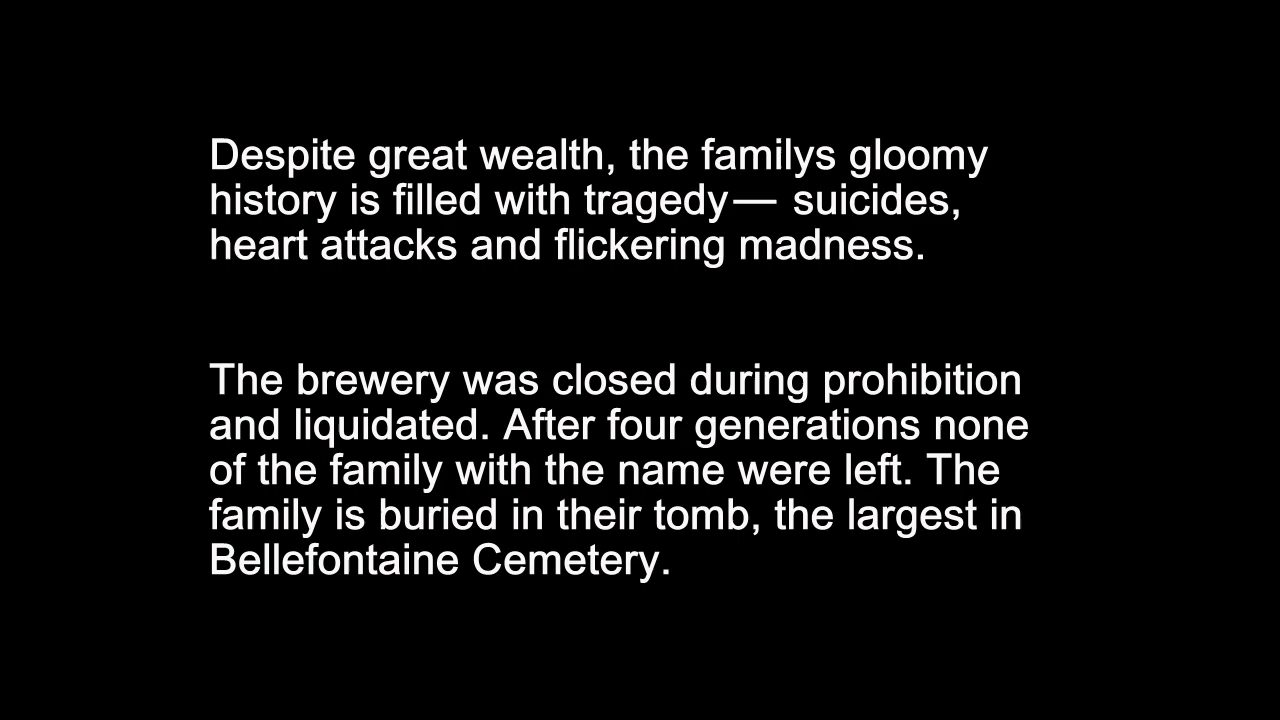 Despite great wealth, the familys gloomy
history is filled with tragedy— suicides,
heart attacks and flickering madness.
The brewery was closed during prohibition
and liquidated. After four generations none
of the family with the name were left. The
family is buried in their tomb, the largest in
Bellefontaine Cemetery.